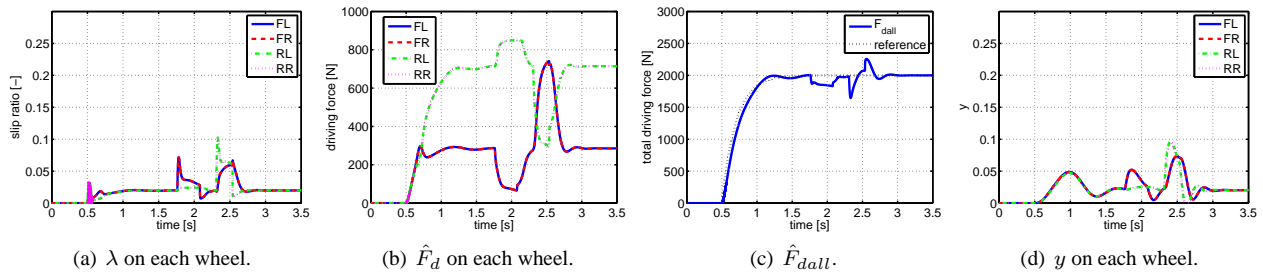 0.25
0.2
0.15
0.1
0.05
0
slip ratio [−]
0 0.5 1 1.5 2 2.5 3 3.5
time [s]
FL
FR
RL
RR
(a) λ on each wheel.
1000
800
600
400
200
0
driving force [N]
0 0.5 1 1.5 2 2.5 3 3.5
time [s]
FL
FR
RL
RR
(b) F̂d on each wheel.
3000
2500
2000
1500
1000
500
0
total driving force [N]
0 0.5 1 1.5 2 2.5 3 3.5
time [s]
Fdall
reference
(c) F̂dall.
0.25
0.2
0.15
0.1
0.05
0
y
0 0.5 1 1.5 2 2.5 3 3.5
time [s]
FL
FR
RL
RR
(d) y on each wheel.